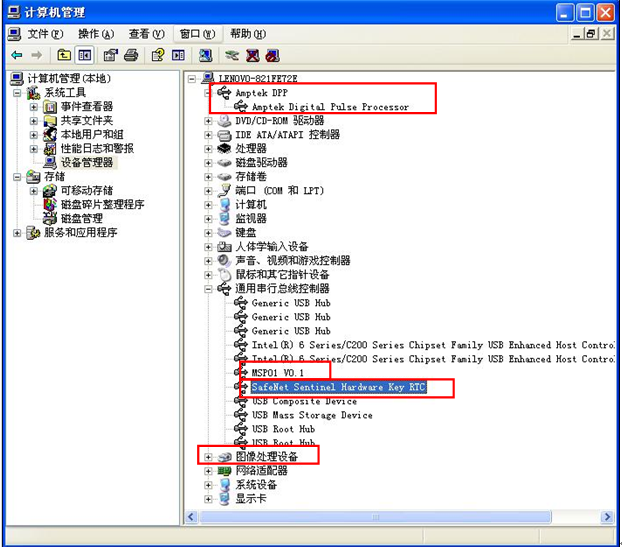 计算机管理
文件(F) 操作(A) 查看(V) 窗口(W) 帮助(H)
计算机管理(本地)
系统工具
事件查看器
共享文件夹
本地用户和组
性能日志和警报
设备管理器
存储
可移动存储
磁盘碎片整理程序
磁盘管理
服务和应用程序
LENOVO-821FE72E
Amptek DPP
Amptek Digital Pulse Processor
DVD/CD-ROM 驱动器
IDE ATA/ATAPI 控制器
处理器
磁盘驱动器
存储卷
端口 (COM 和 LPT)
计算机
监视器
键盘
人体学输入设备
声音、视频和游戏控制器
鼠标和其它指针设备
通用串行总线控制器
Generic USB Hub
Generic USB Hub
Generic USB Hub
Intel(R) 6 Series/C200 Series Chipset Family USB Enhanced Host Contro
Intel(R) 6 Series/C200 Series Chipset Family USB Enhanced Host Contro
MSP01 V0.1
SafeNet Sentinel Hardware Key RTC
USB Composite Device
USB Mass Storage Device
USB Root Hub
USB Root Hub
图像处理设备
网络适配器
系统设备
显示卡